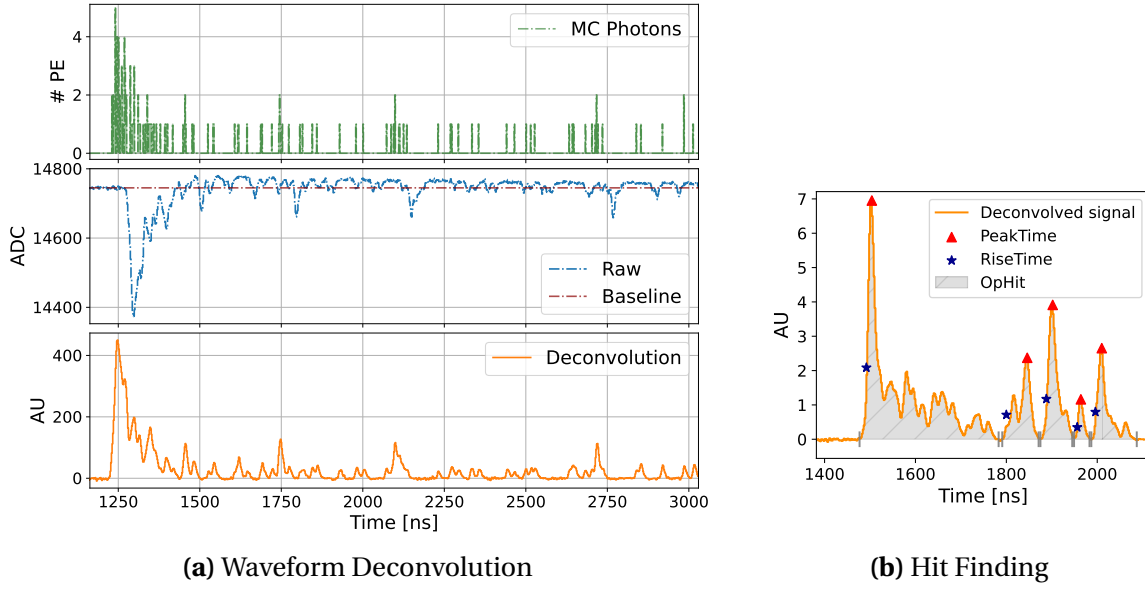 # PE
4
2
0
MC Photons
ADC
14800
14600
14400
Raw
Baseline
AU
400
200
0
Deconvolution
1250 1500 1750 2000 2250 2500 2750 3000
Time [ns]
(a) Waveform Deconvolution
AU
7
6
5
4
3
2
1
0
Deconvolved signal
PeakTime
RiseTime
OpHit
1400 1600 1800 2000
Time [ns]
(b) Hit Finding